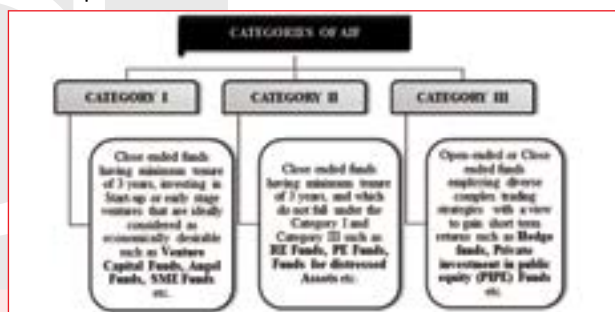 CATEGORIES OF AIF
CATEGORY I
CATEGORY II
CATEGORY III
Close ended funds
having minimum tenure
of 3 years, investing in
Start-up or early stage
ventures that are ideally
considered as
economically desirable
such as Venture
Capital Funds, Angel
Funds, SME Funds
etc.
Close ended funds
having minimum tenure
of 3 years, and which
do not fall under the
Category I and
Category III such as
RE Funds, PE Funds,
Funds for distressed
Assets etc.
Open-ended or Close
ended funds
employing diverse
complex trading
strategies with a view
to gain short term
returns such as Hedge
funds, Private
investment in public
equity (PIPE) Funds
etc.